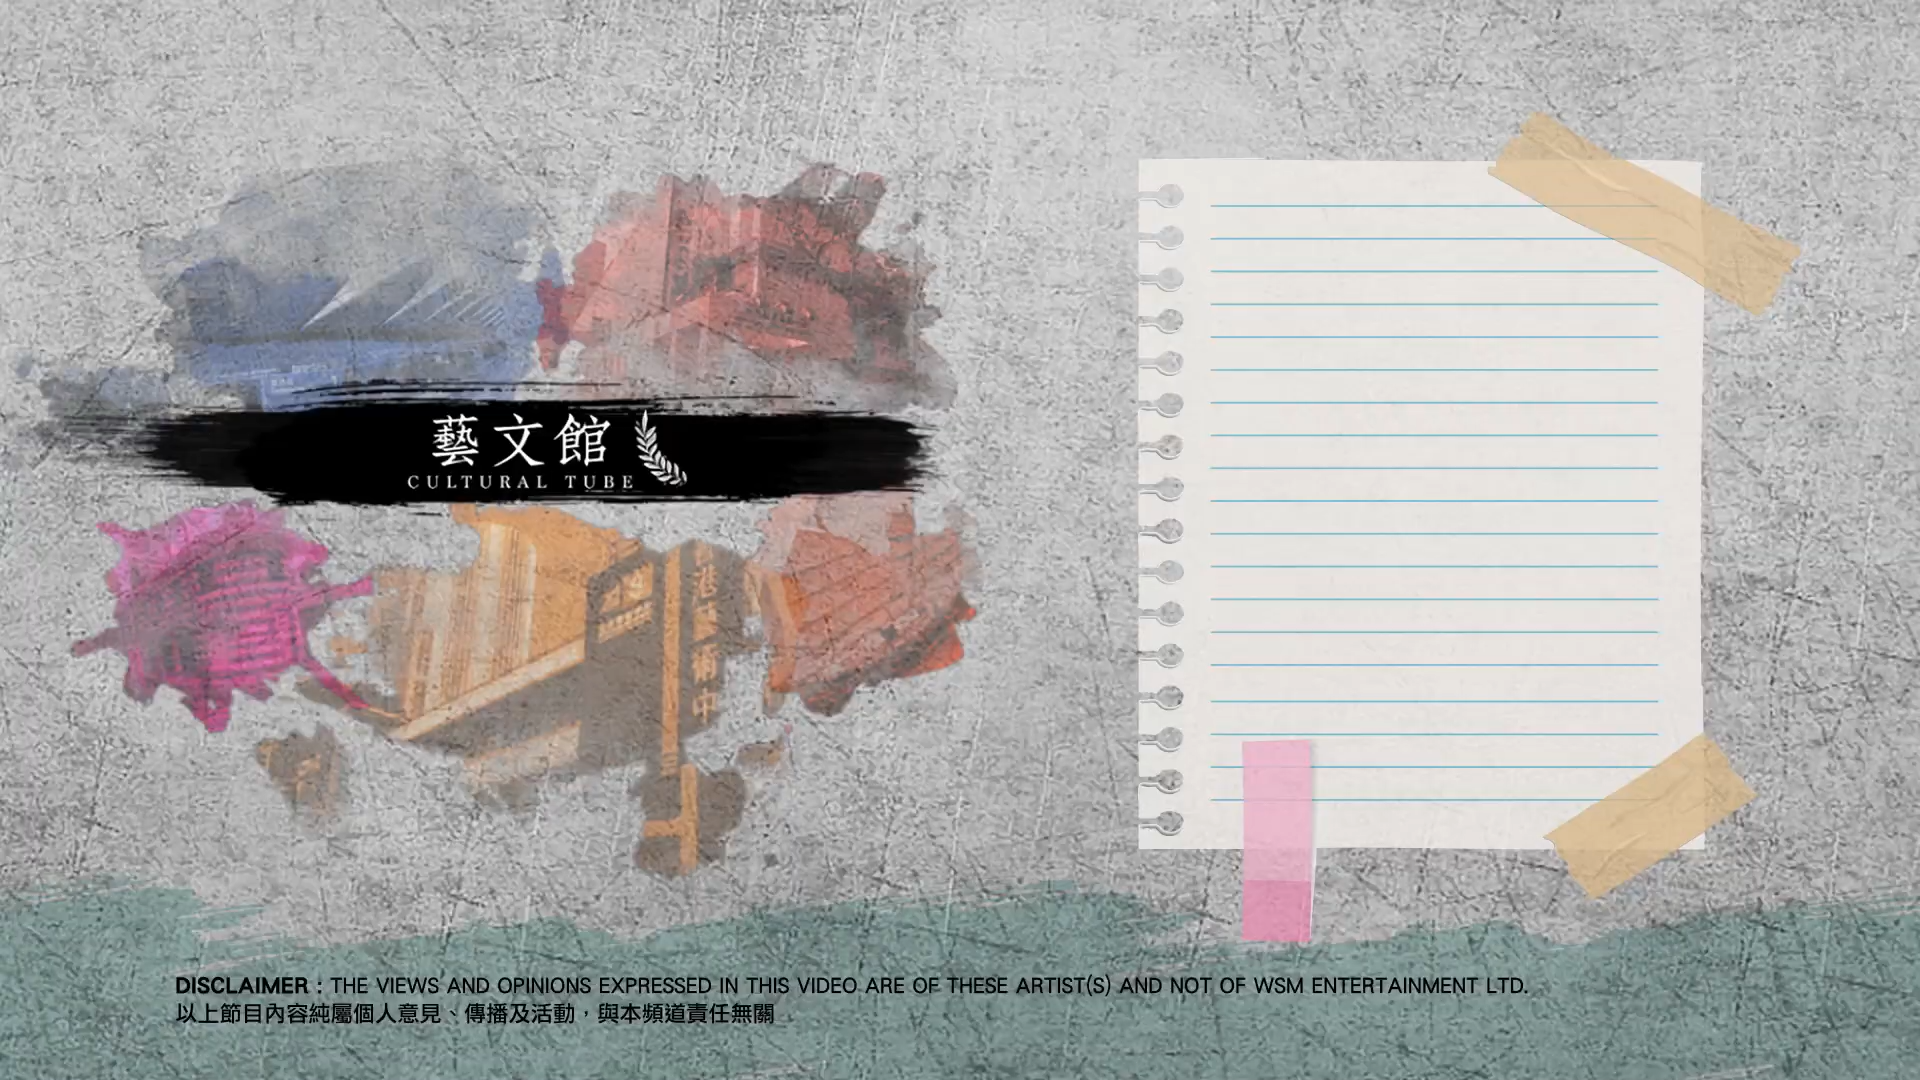 藝文館
CULTURAL TUBE
DISCLAIMER : THE VIEWS AND OPINIONS EXPRESSED IN THIS VIDEO ARE OF THESE ARTIST(S) AND NOT OF WSM ENTERTAINMENT LTD.
以上節目內容純屬個人意見、傳播及活動，與本頻道責任無關